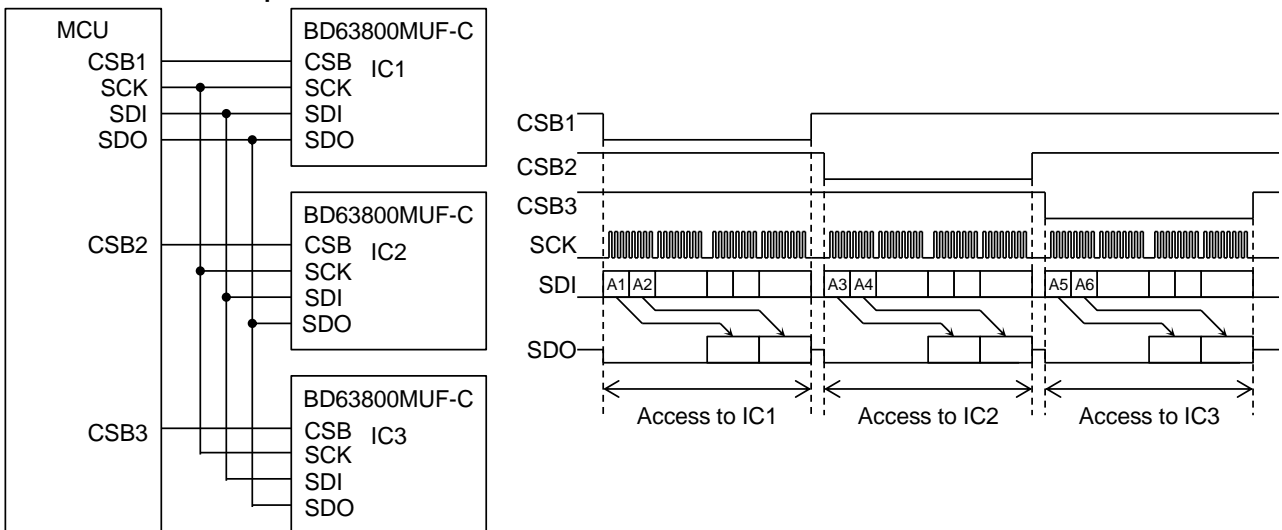 MCU
CSB1
SCK
SDI
SDO
CSB2
CSB3
BD63800MUF-C
CSB
IC1
SCK
SDI
SDO
BD63800MUF-C
CSB
IC2
SCK
SDI
SDO
BD63800MUF-C
CSB
IC3
SCK
SDI
SDO
CSB1
CSB2
CSB3
SCK
SDI
A1 A2 A3 A4 A5 A6
SDO
Access to IC1 Access to IC2 Access to IC3